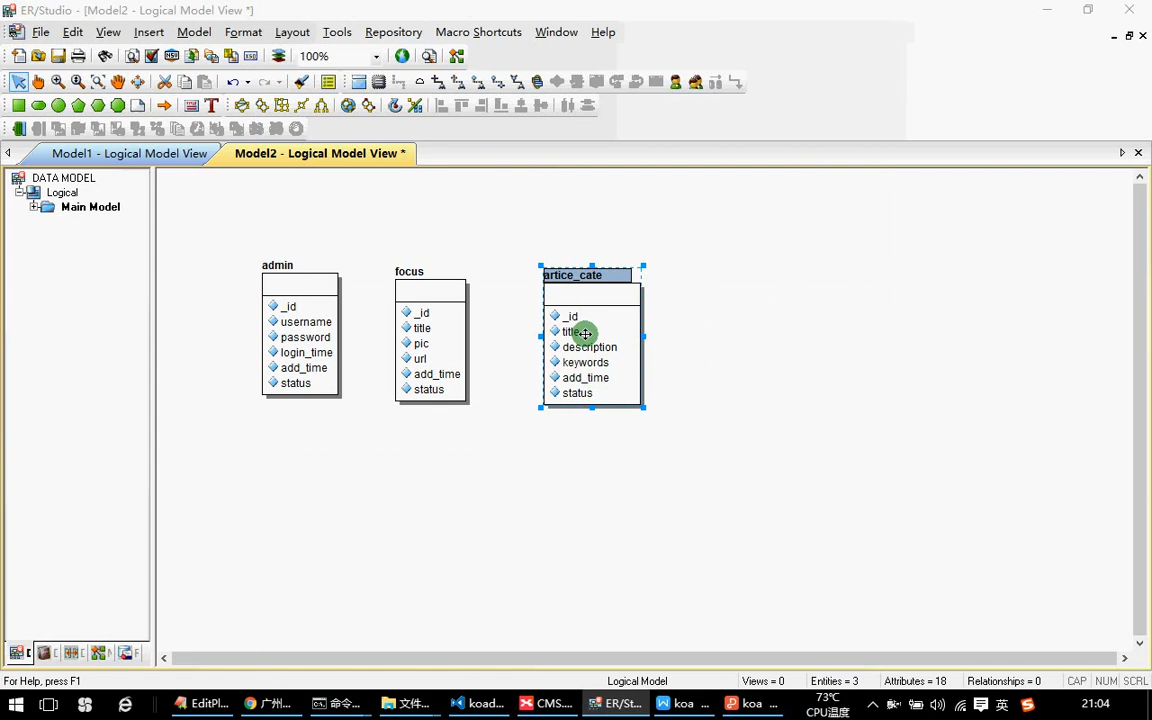 ER/Studio - [Model2 - Logical Model View *]
File Edit View Insert Model Format Layout Tools Repository Macro Shortcuts Window Help
100%
Model1 - Logical Model View
Model2 - Logical Model View *
DATA MODEL
Logical
Main Model
admin
_id
username
password
login_time
add_time
status
focus
_id
title
pic
url
add_time
status
artice_cate
_id
title
description
keywords
add_time
status
For Help, press F1
Logical Model
Views = 0
Entities = 3
Attributes = 18
Relationships = 0
CAP NUM SCRL
EditPl...
广州...
命令...
文件...
koad...
CMS...
ER/St...
koa ...
koa ...
73℃
CPU温度
英
21:04